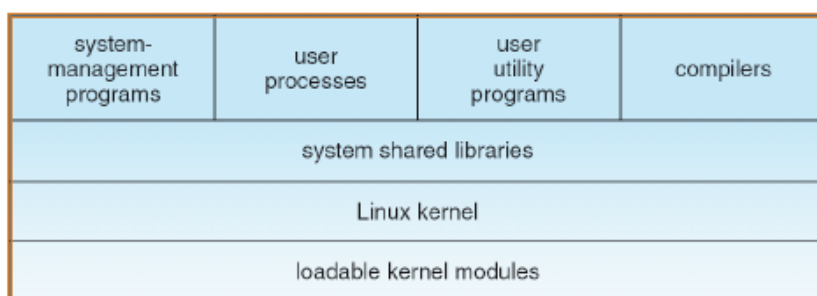 system-
management
programs
user
processes
user
utility
programs
compilers
system shared libraries
Linux kernel
loadable kernel modules